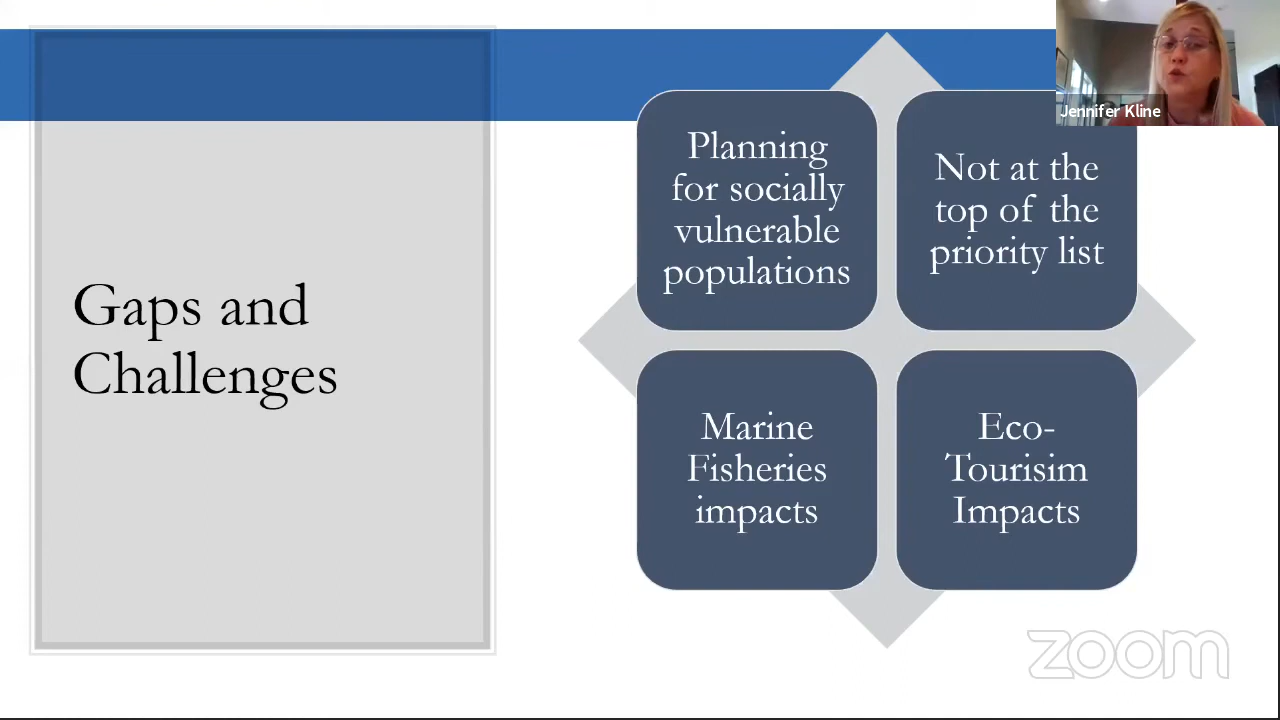 Jennifer Kline
Gaps and
Challenges
Planning
for socially
vulnerable
populations
Not at the
top of the
priority list
Marine
Fisheries
impacts
Eco-
Tourisim
Impacts
zoom